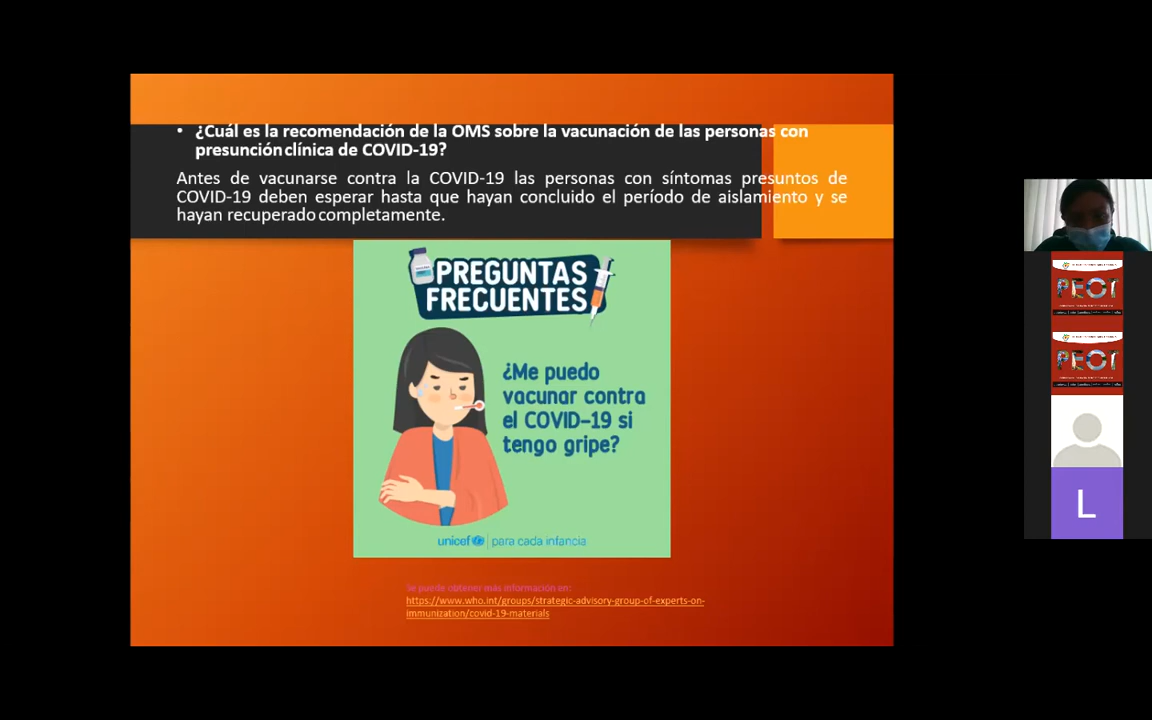 • ¿Cuál es la recomendación de la OMS sobre la vacunación de las personas con
presunción clínica de COVID-19?
Antes de vacunarse contra la COVID-19 las personas con síntomas presuntos de
COVID-19 deben esperar hasta que hayan concluido el período de aislamiento y se
hayan recuperado completamente.
PREGUNTAS
FRECUENTES
¿Me puedo
vacunar contra
el COVID-19 si
tengo gripe?
unicef para cada infancia
Se puede obtener más información en:
https://www.who.int/groups/strategic-advisory-group-of-experts-on-
immunization/covid-19-materials
PEOT
PEOT
L